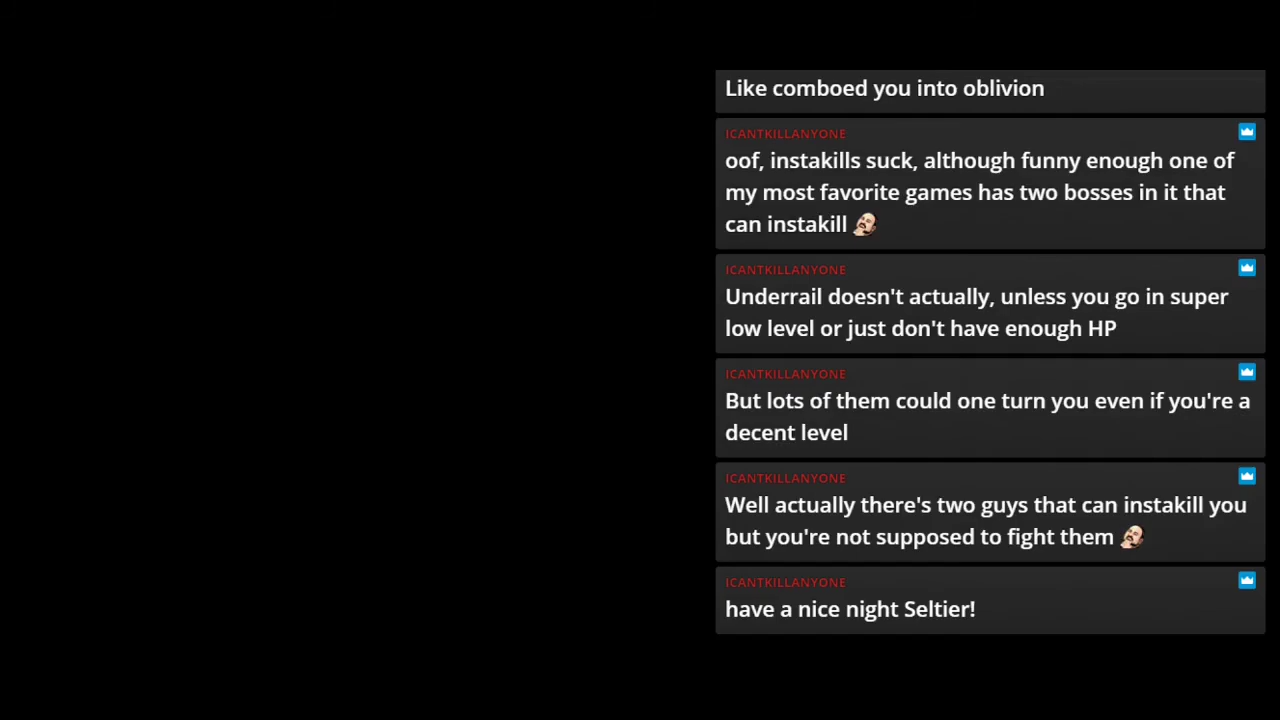 Like comboed you into oblivion
ICANTKILLANYONE
oof, instakills suck, although funny enough one of
my most favorite games has two bosses in it that
can instakill
ICANTKILLANYONE
Underrail doesn't actually, unless you go in super
low level or just don't have enough HP
ICANTKILLANYONE
But lots of them could one turn you even if you're a
decent level
ICANTKILLANYONE
Well actually there's two guys that can instakill you
but you're not supposed to fight them
ICANTKILLANYONE
have a nice night Seltier!